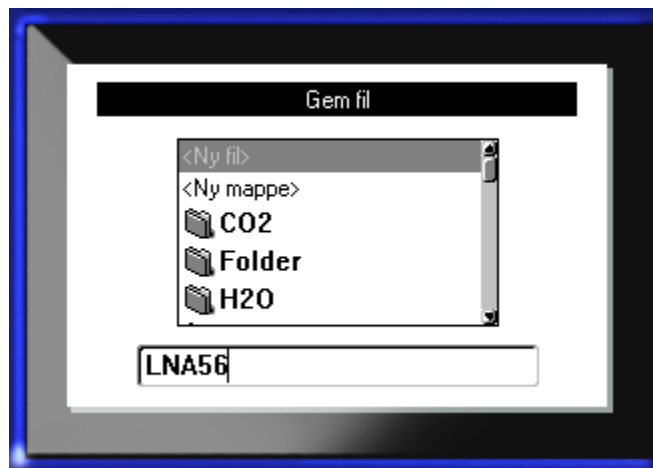 Gem fil
<Ny fil>
<Ny mappe>
CO2
Folder
H2O
LNA56